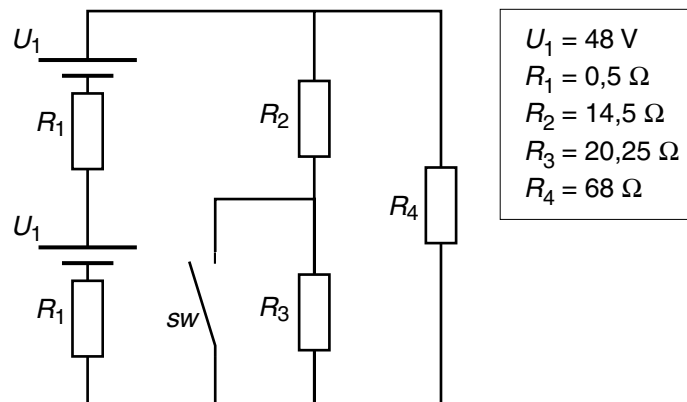 U₁
R₁
U₁
R₁
R₂
R₄
sw
R₃
U₁ = 48 V
R₁ = 0,5 Ω
R₂ = 14,5 Ω
R₃ = 20,25 Ω
R₄ = 68 Ω